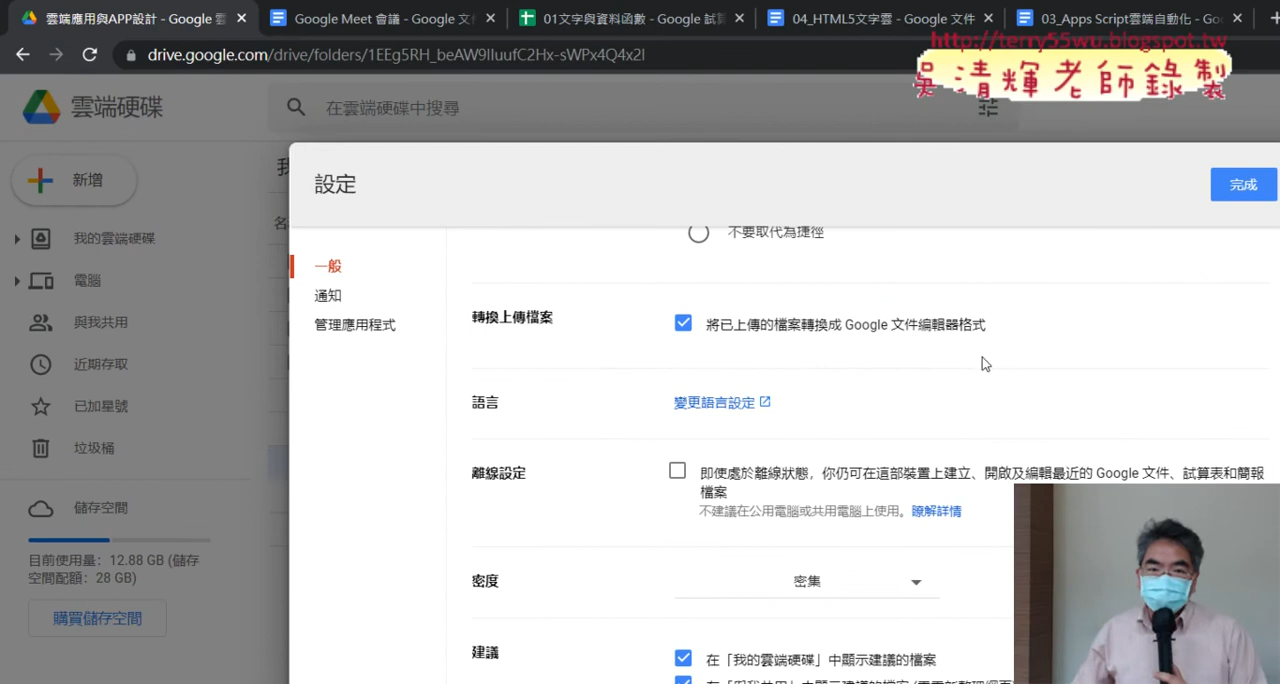 雲端應用與APP設計 - Google 雲
Google Meet 會議 - Google 文件
01文字與資料函數 - Google 試算
04_HTML5文字雲 - Google 文件
03_Apps Script雲端自動化 - Go
drive.google.com/drive/folders/1EEg5RH_beAW9lIuufC2Hx-sWPx4Q4x2l
http://terry55wu.blogspot.tw
吳清輝老師錄製
雲端硬碟
在雲端硬碟中搜尋
新增
我的雲端硬碟
電腦
與我共用
近期存取
已加星號
垃圾桶
儲存空間
目前使用量：12.88 GB (儲存
空間配額：28 GB)
購買儲存空間
我
名
設定
完成
一般
通知
管理應用程式
不要取代為捷徑
轉換上傳檔案
將已上傳的檔案轉換成 Google 文件編輯器格式
語言
變更語言設定
離線設定
即使處於離線狀態，你仍可在這部裝置上建立、開啟及編輯最近的 Google 文件、試算表和簡報
檔案
不建議在公用電腦或共用電腦上使用。瞭解詳情
密度
密集
建議
在「我的雲端硬碟」中顯示建議的檔案